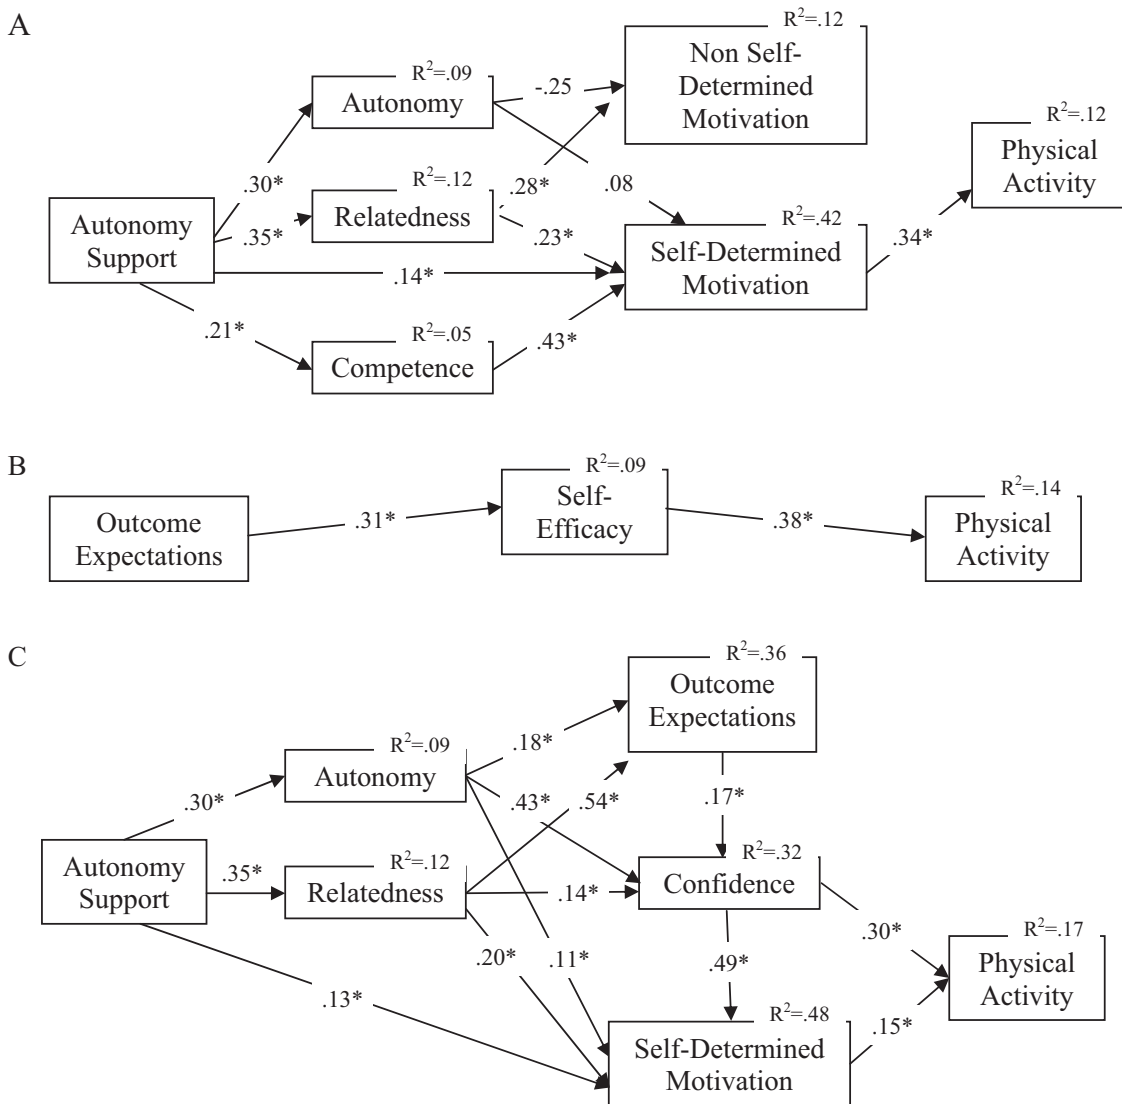 A
R²=.12
Non Self-
Determined
Motivation
R²=.09
Autonomy
-.25
R²=.12
Physical
Activity
.30*
R²=.12
Relatedness
.28*
.08
Autonomy
Support
.35*
.23*
R²=.42
Self-Determined
Motivation
.34*
.14*
.21*
R²=.05
Competence
.43*
B
Outcome
Expectations
.31*
R²=.09
Self-
Efficacy
.38*
R²=.14
Physical
Activity
C
R²=.36
Outcome
Expectations
R²=.09
Autonomy
.18*
.30*
.43*
.54*
.17*
Autonomy
Support
.35*
R²=.12
Relatedness
.14*
R²=.32
Confidence
.30*
.20*
.11*
.49*
R²=.17
Physical
Activity
.13*
R²=.48
Self-Determined
Motivation
.15*